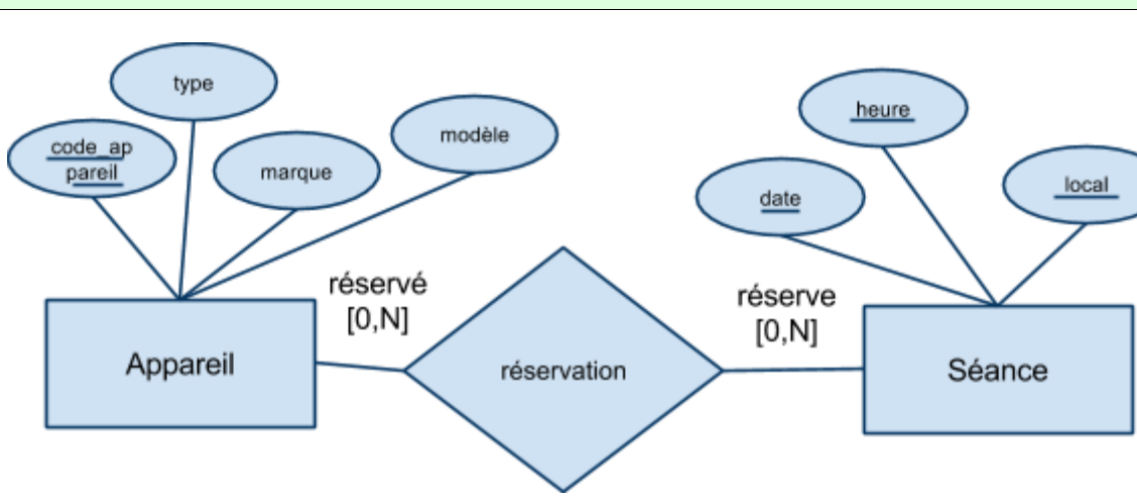 type
code_ap
pareil
marque
modèle
heure
date
local
réservé
[0,N]
réserve
[0,N]
Appareil
réservation
Séance